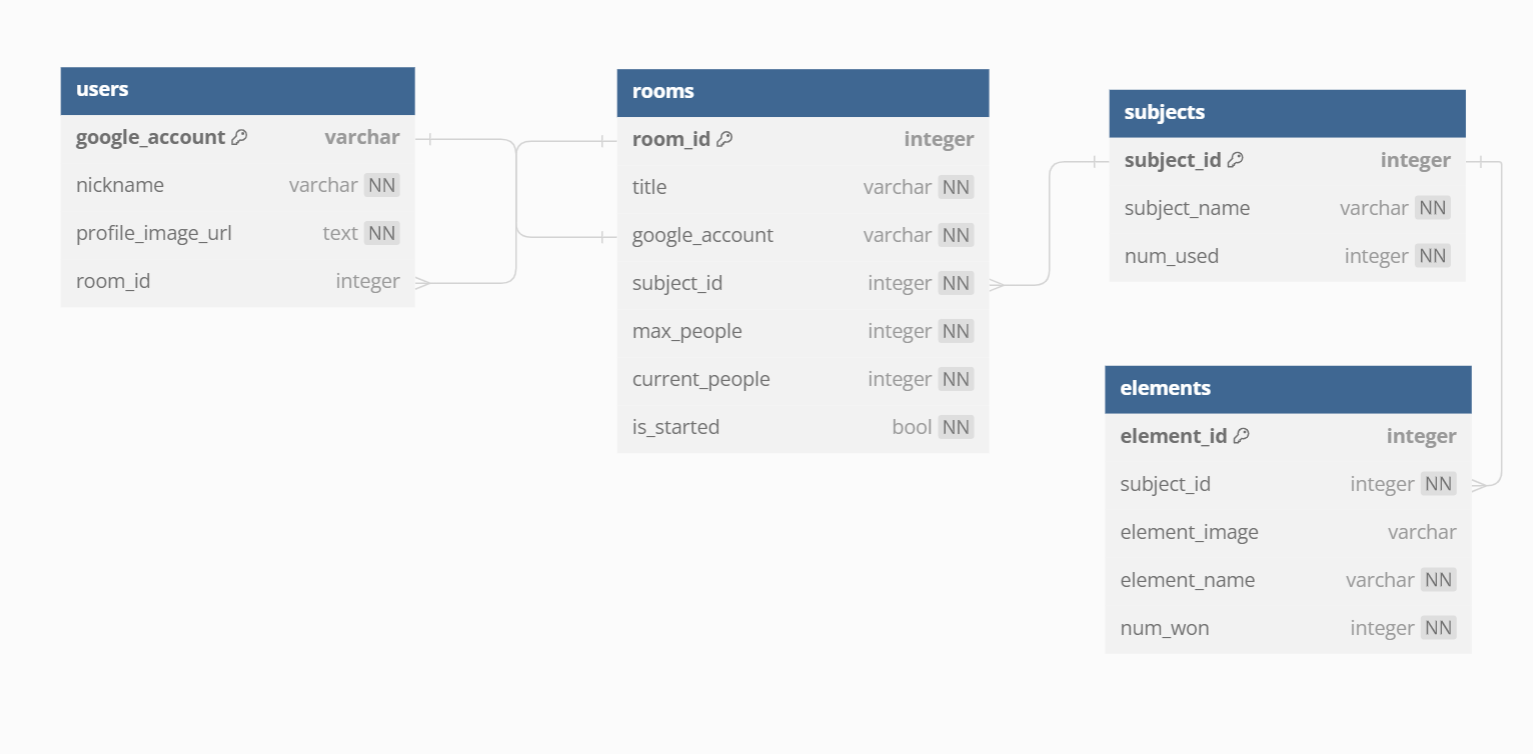 users
google_account varchar
nickname varchar NN
profile_image_url text NN
room_id integer
rooms
room_id integer
title varchar NN
google_account varchar NN
subject_id integer NN
max_people integer NN
current_people integer NN
is_started bool NN
subjects
subject_id integer
subject_name varchar NN
num_used integer NN
elements
element_id integer
subject_id integer NN
element_image varchar
element_name varchar NN
num_won integer NN